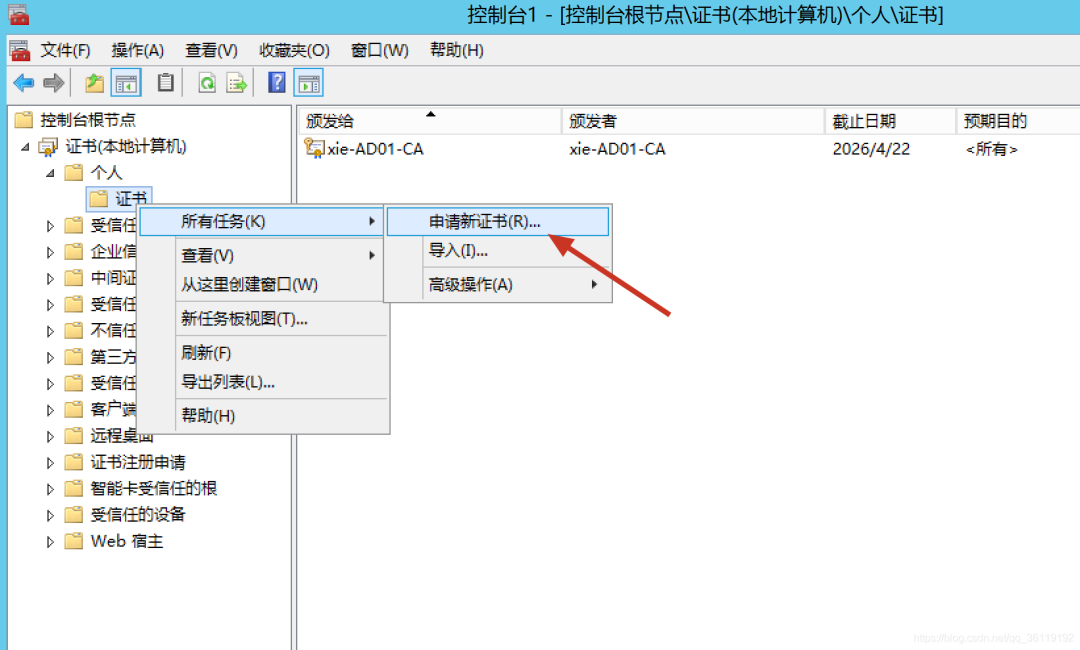 控制台1 - [控制台根节点\证书(本地计算机)\个人\证书]
文件(F) 操作(A) 查看(V) 收藏夹(O) 窗口(W) 帮助(H)
控制台根节点
证书(本地计算机)
个人
证书
受信任
企业信
中间证
受信任
不信任
第三方
受信任
客户端
远程桌面
证书注册申请
智能卡受信任的根
受信任的设备
Web 宿主
颁发给 颁发者 截止日期 预期目的
xie-AD01-CA xie-AD01-CA 2026/4/22 <所有>
所有任务(K)
查看(V)
从这里创建窗口(W)
新任务板视图(T)...
刷新(F)
导出列表(L)...
帮助(H)
申请新证书(R)...
导入(I)...
高级操作(A)
https://blog.csdn.net/qq_36119192